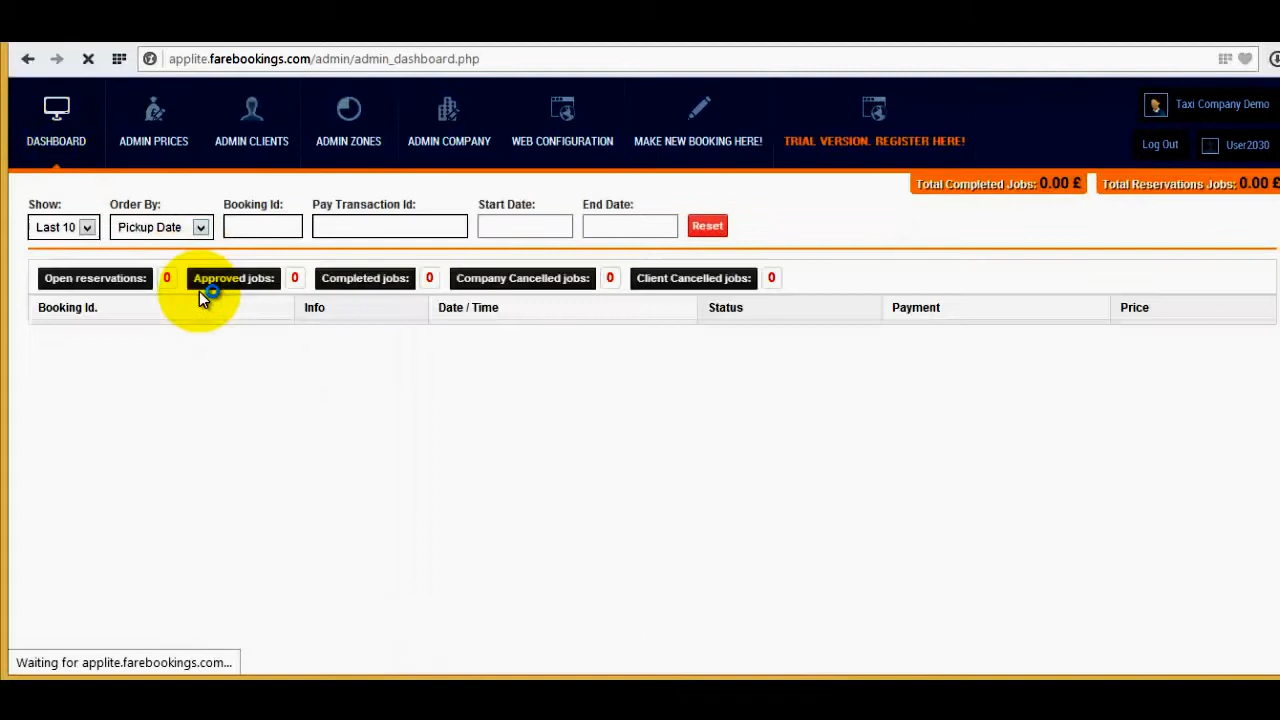 applite.farebookings.com/admin/admin_dashboard.php
DASHBOARD
ADMIN PRICES
ADMIN CLIENTS
ADMIN ZONES
ADMIN COMPANY
WEB CONFIGURATION
MAKE NEW BOOKING HERE!
TRIAL VERSION. REGISTER HERE!
Taxi Company Demo
Log Out
User2030
Total Completed Jobs: 0.00 £
Total Reservations Jobs: 0.00 £
Show:
Order By:
Booking Id:
Pay Transaction Id:
Start Date:
End Date:
Last 10
Pickup Date
Reset
Open reservations: 0
Approved jobs: 0
Completed jobs: 0
Company Cancelled jobs: 0
Client Cancelled jobs: 0
Booking Id.
Info
Date / Time
Status
Payment
Price
Waiting for applite.farebookings.com...